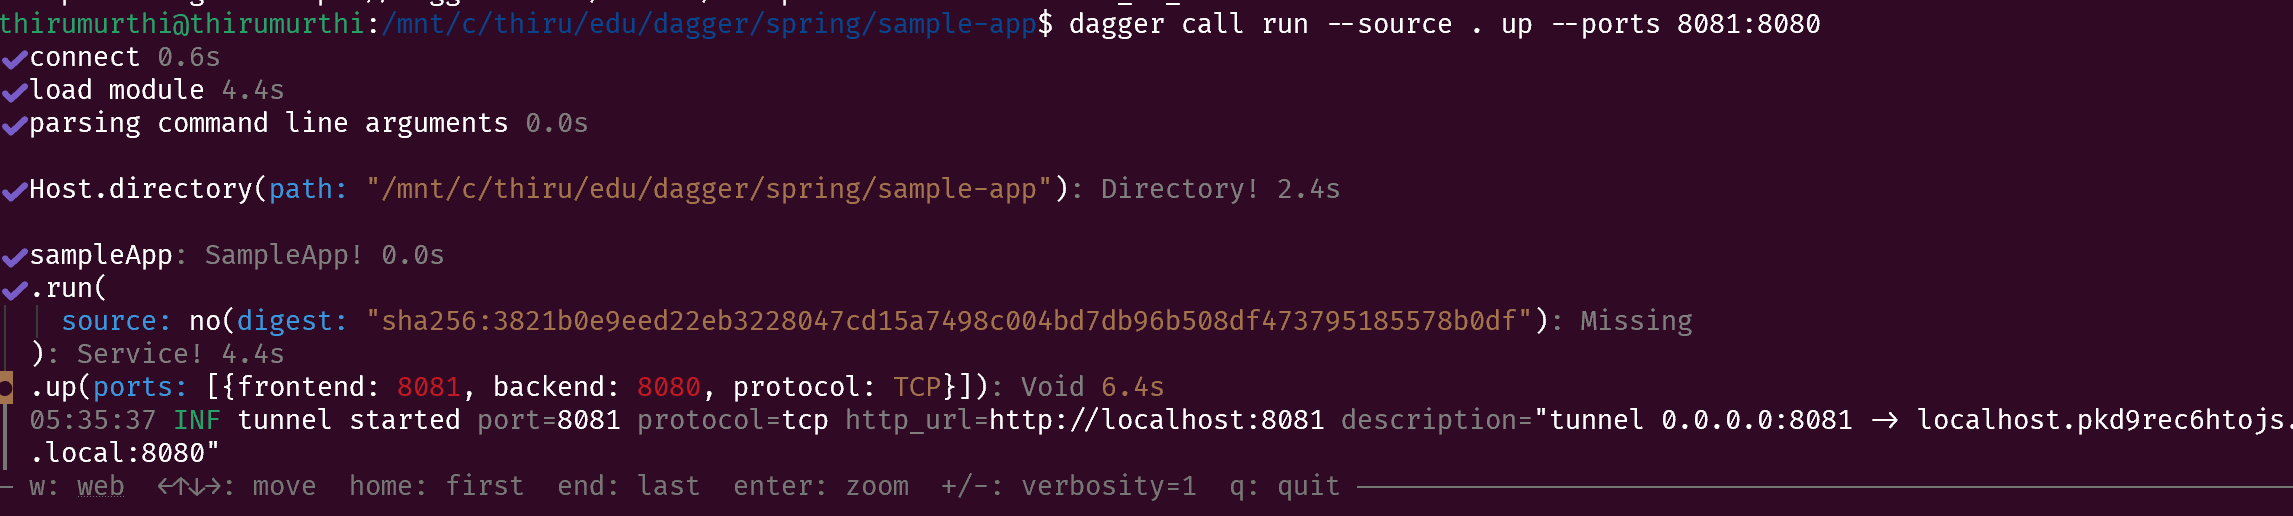 thirumurthi@thirumurthi:/mnt/c/thiru/edu/dagger/spring/sample-app$ dagger call run --source . up --ports 8081:8080
✔connect 0.6s
✔load module 4.4s
✔parsing command line arguments 0.0s
✔Host.directory(path: "/mnt/c/thiru/edu/dagger/spring/sample-app"): Directory! 2.4s
✔sampleApp: SampleApp! 0.0s
✔.run(
source: no(digest: "sha256:3821b0e9eed22eb3228047cd15a7498c004bd7db96b508df473795185578b0df"): Missing
): Service! 4.4s
.up(ports: [{frontend: 8081, backend: 8080, protocol: TCP}]): Void 6.4s
05:35:37 INF tunnel started port=8081 protocol=tcp http_url=http://localhost:8081 description="tunnel 0.0.0.0:8081 -> localhost.pkd9rec6htojs.
.local:8080"
w: web ←↑↓→: move home: first end: last enter: zoom +/-: verbosity=1 q: quit